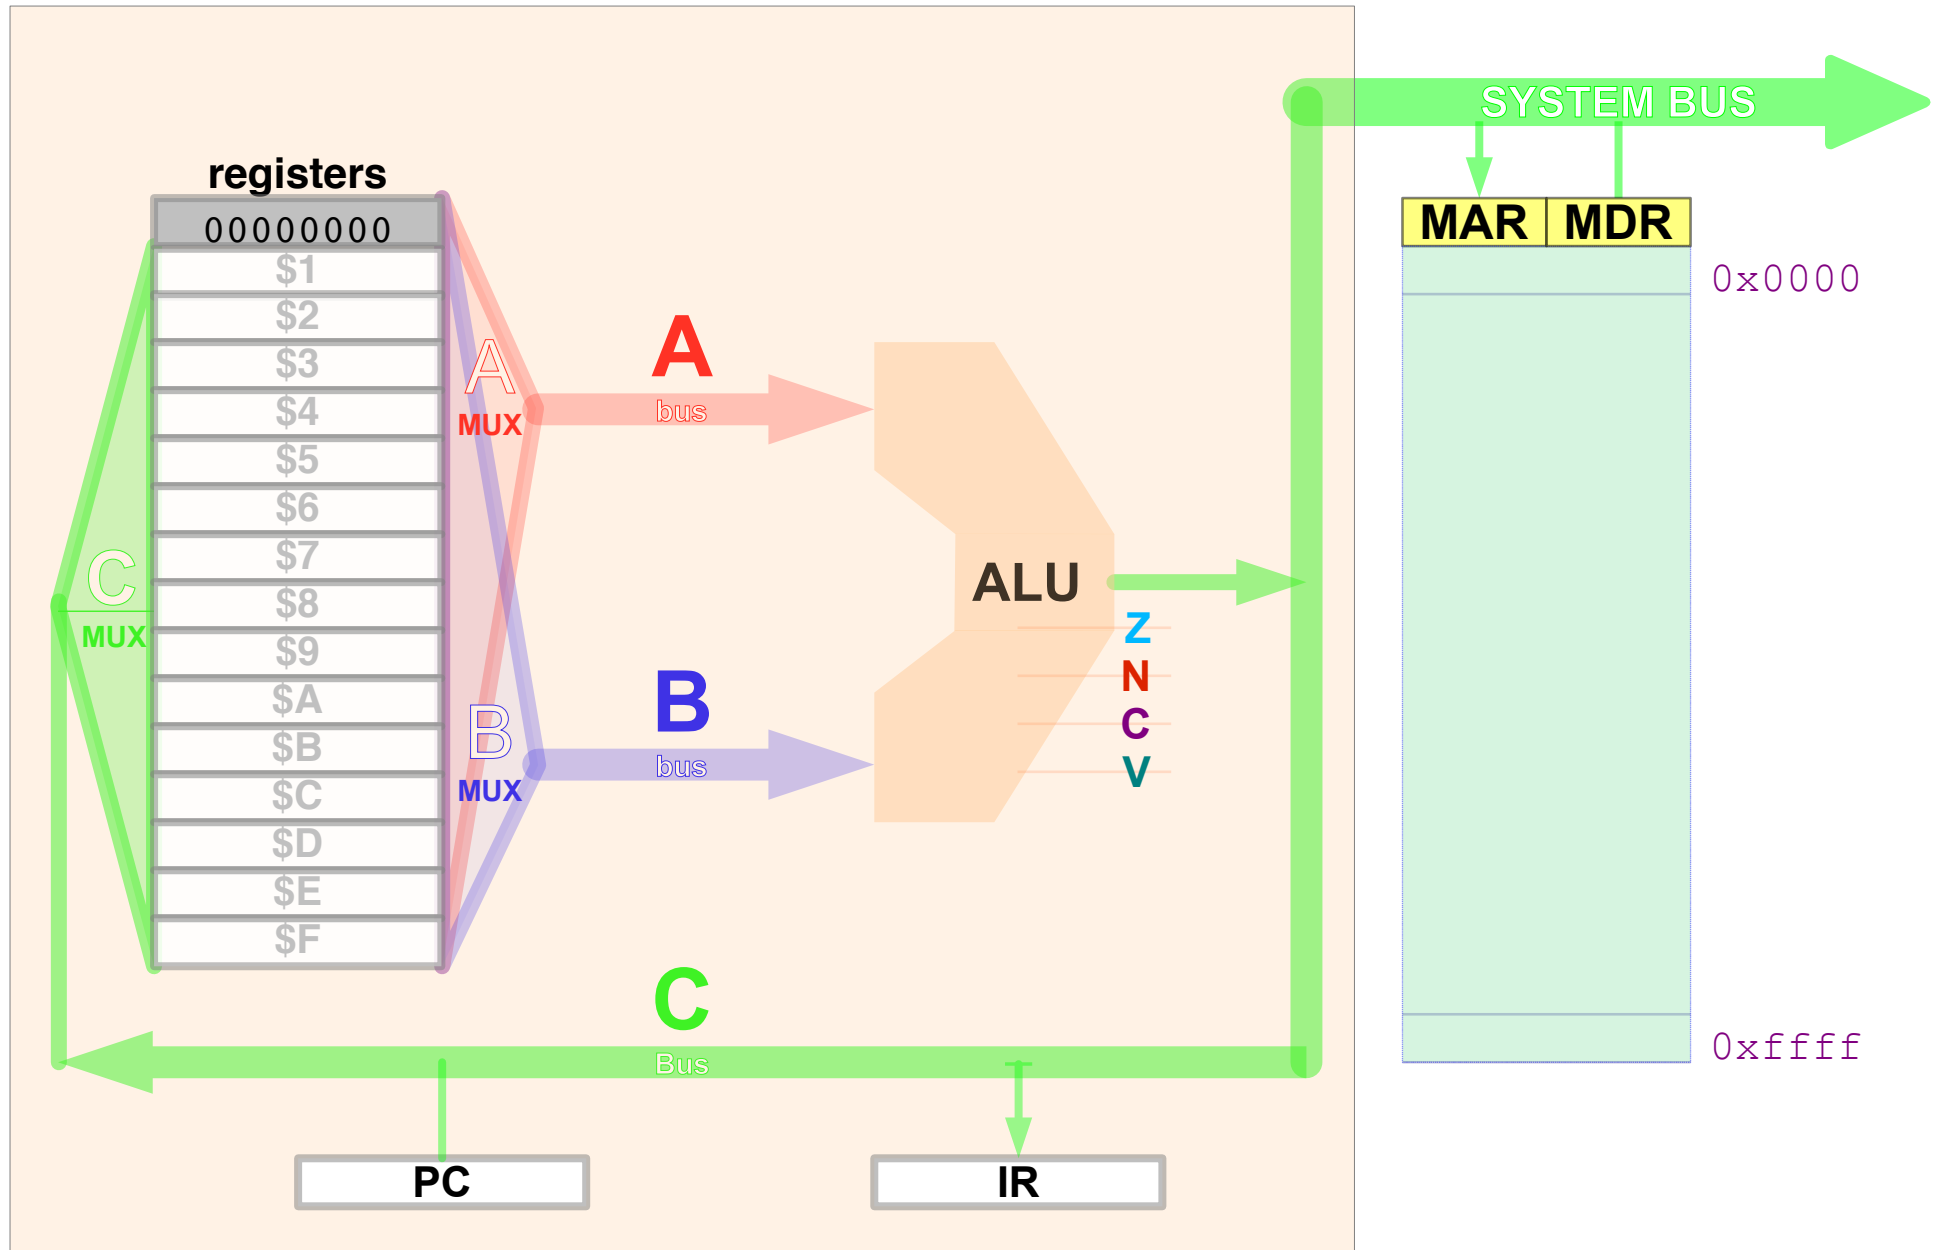 SYSTEM BUS
registers
00000000
MAR MDR
0x0000
$1
$2
$3
$4
$5
$6
$7
$8
$9
$A
$B
$C
$D
$E
$F
A
MUX
A
bus
C
MUX
B
MUX
B
bus
ALU
Z
N
C
V
C
Bus
0xffff
PC
IR